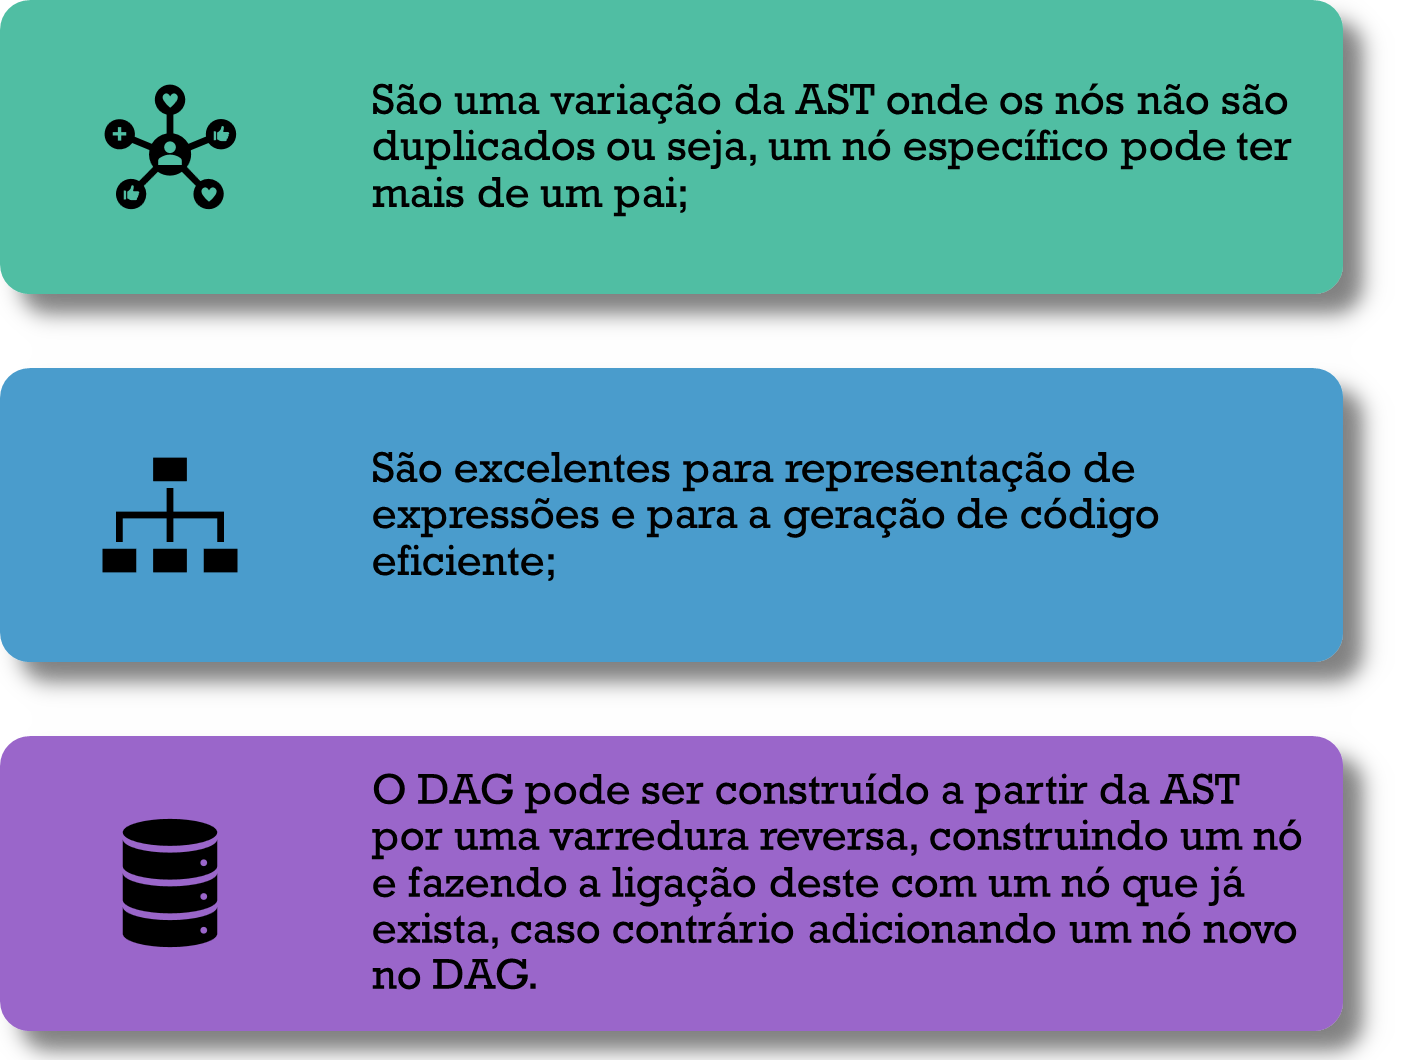 São uma variação da AST onde os nós não são
duplicados ou seja, um nó específico pode ter
mais de um pai;
São excelentes para representação de
expressões e para a geração de código
eficiente;
O DAG pode ser construído a partir da AST
por uma varredura reversa, construindo um nó
e fazendo a ligação deste com um nó que já
exista, caso contrário adicionando um nó novo
no DAG.